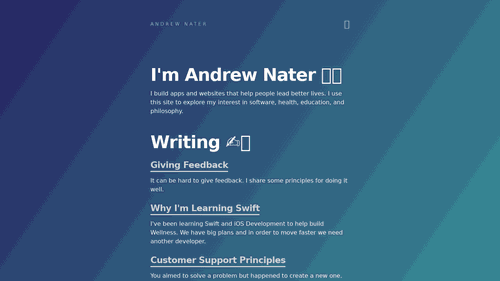 ANDREW NATER
I'm Andrew Nater
I build apps and websites that help people lead better lives. I use
this site to explore my interest in software, health, education, and
philosophy.
Writing ✍
Giving Feedback
It can be hard to give feedback. I share some principles for doing it
well.
Why I'm Learning Swift
I've been learning Swift and iOS Development to help build
Wellness. We have big plans and in order to move faster we need
another developer.
Customer Support Principles
You aimed to solve a problem but happened to create a new one.